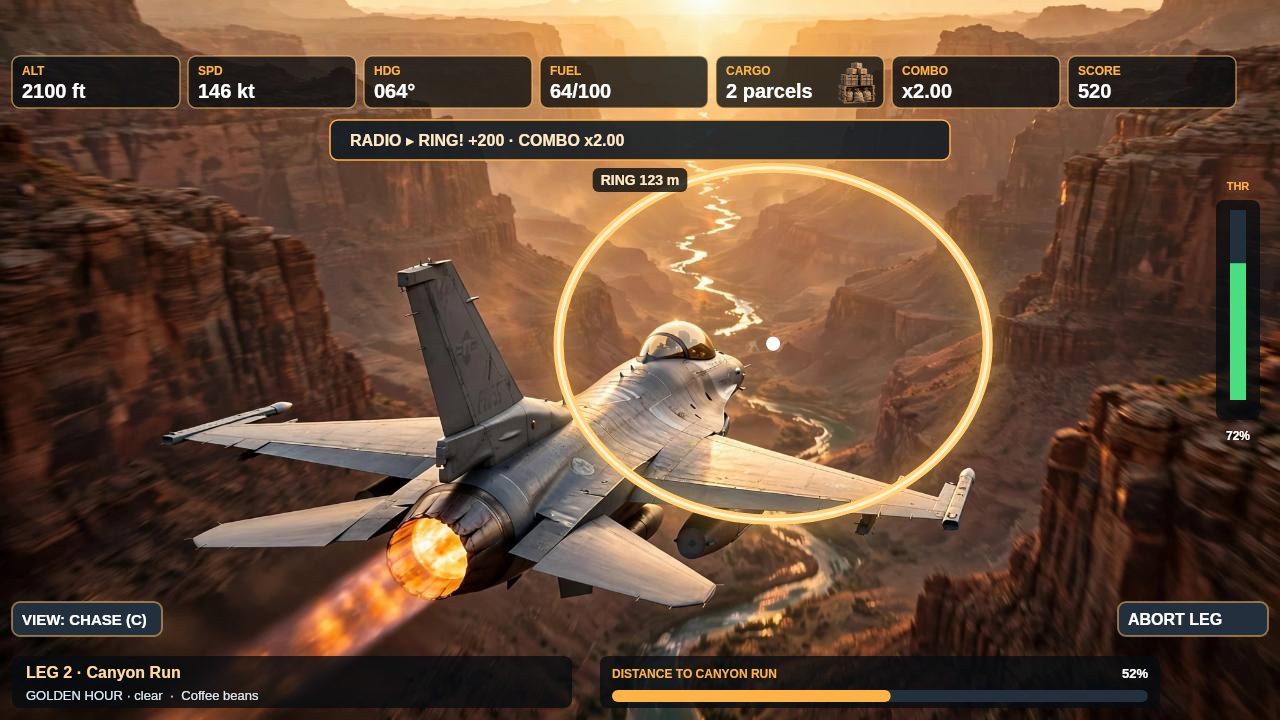 ALT
2100 ft
SPD
146 kt
HDG
064°
FUEL
64/100
CARGO
2 parcels
COMBO
x2.00
SCORE
520
RADIO ▸ RING! +200 · COMBO x2.00
RING 123 m
THR
72%
VIEW: CHASE (C)
ABORT LEG
LEG 2 · Canyon Run
GOLDEN HOUR · clear · Coffee beans
DISTANCE TO CANYON RUN
52%